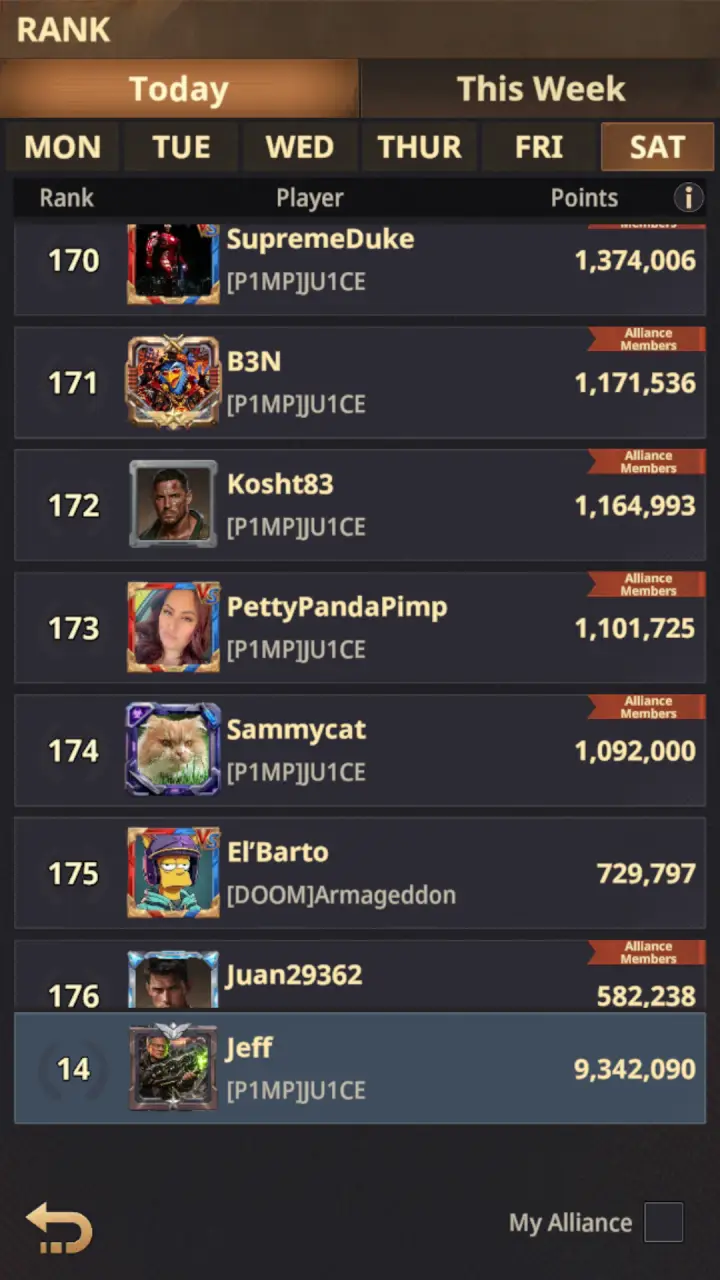 RANK
Today
This Week
MON TUE WED THUR FRI SAT
Rank Player Points i
Members
170 SupremeDuke 1,374,006
[P1MP]JU1CE
Alliance
Members
171 B3N 1,171,536
[P1MP]JU1CE
Alliance
Members
172 Kosht83 1,164,993
[P1MP]JU1CE
Alliance
Members
VS
173 PettyPandaPimp 1,101,725
[P1MP]JU1CE
Alliance
Members
174 Sammycat 1,092,000
[P1MP]JU1CE
VS
175 El’Barto 729,797
[DOOM]Armageddon
Alliance
Members
176 Juan29362 582,238
14 Jeff 9,342,090
[P1MP]JU1CE
My Alliance